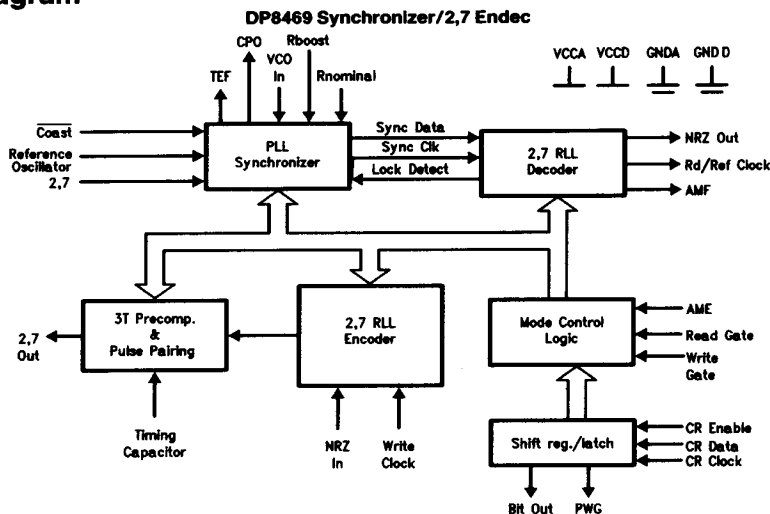 DP8469 Synchronizer/2,7 Endec
CPO
Rboost
VCO
In
TEF
Rnominal
VCCA VCCD GNDA GNDD
Coast
Reference
Oscillator
2,7
PLL
Synchronizer
Sync Data
Sync Clk
Lock Detect
2,7 RLL
Decoder
NRZ Out
Rd/Ref Clock
AMF
2,7
Out
3T Precomp.
&
Pulse Pairing
2,7 RLL
Encoder
Mode Control
Logic
AME
Read Gate
Write
Gate
Timing
Capacitor
NRZ
In
Write
Clock
Shift reg./latch
CR Enable
CR Data
CR Clock
Bit Out
PWG